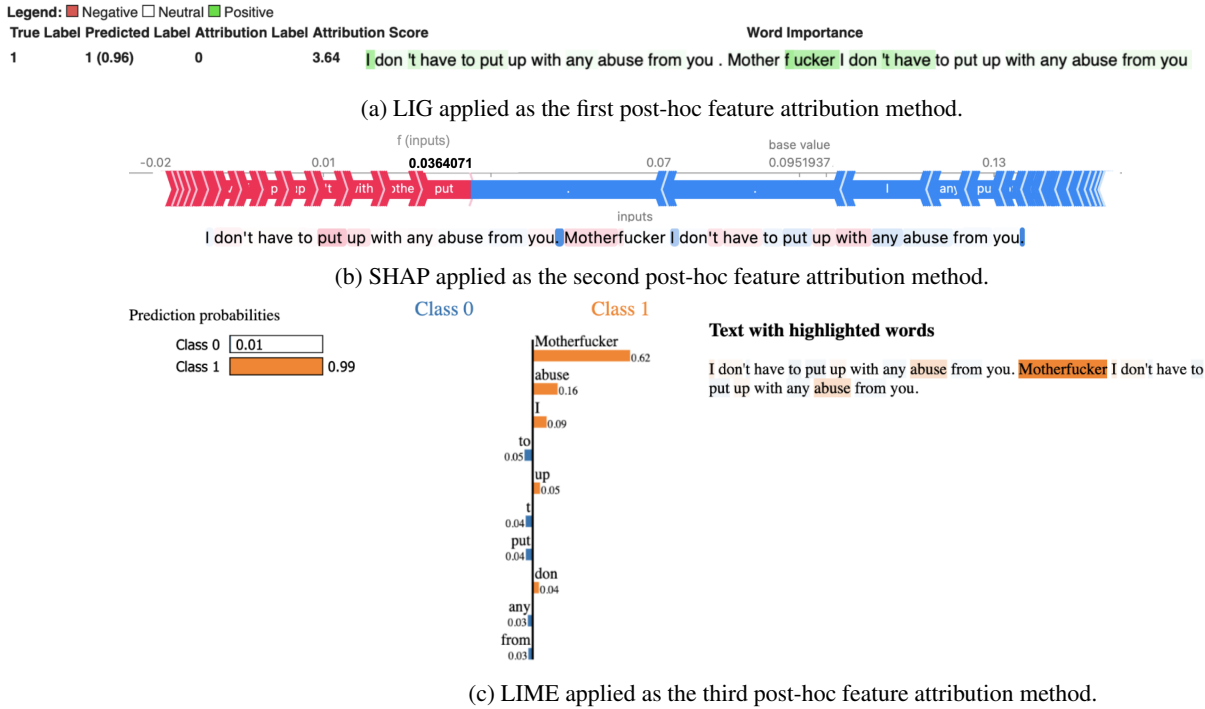 Legend: Negative Neutral Positive
True Label Predicted Label Attribution Label Attribution Score Word Importance
1 1 (0.96) 0 3.64 I don 't have to put up with any abuse from you . Mother f ucker I don 't have to put up with any abuse from you
(a) LIG applied as the first post-hoc feature attribution method.
f (inputs) base value
-0.02 0.01 0.0364071 0.07 0.0951937 0.13
p 't with othe put . . I any pu
inputs
I don't have to put up with any abuse from you. Motherfucker I don't have to put up with any abuse from you.
(b) SHAP applied as the second post-hoc feature attribution method.
Prediction probabilities
Class 0 0.01
Class 1 0.99
Class 0 Class 1
Motherfucker
0.62
abuse
0.16
I
0.09
to
0.05
up
0.05
t
0.04
put
0.04
don
0.04
any
0.03
from
0.03
Text with highlighted words
I don't have to put up with any abuse from you. Motherfucker I don't have to
put up with any abuse from you.
(c) LIME applied as the third post-hoc feature attribution method.